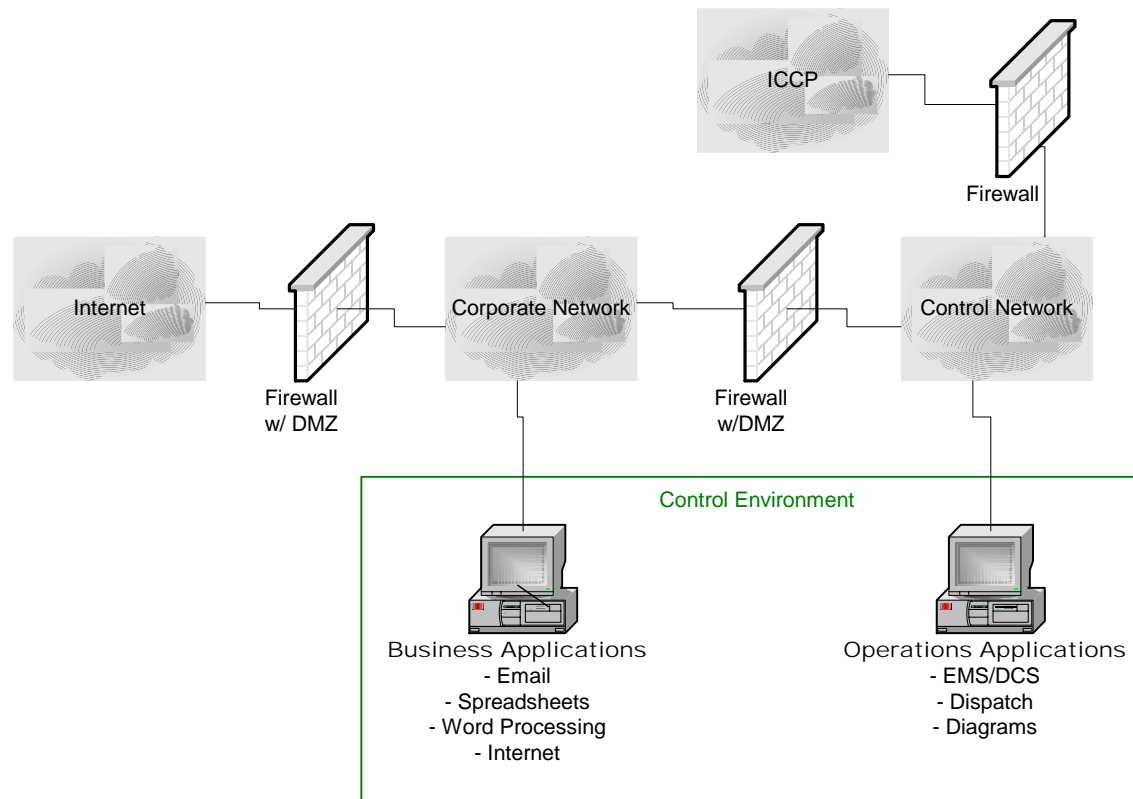 ICCP
Firewall
Internet
Corporate Network
Control Network
Firewall
w/ DMZ
Firewall
w/DMZ
Control Environment
Business Applications
- Email
- Spreadsheets
- Word Processing
- Internet
Operations Applications
- EMS/DCS
- Dispatch
- Diagrams